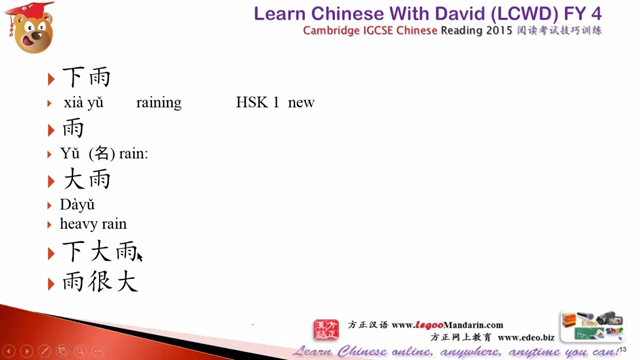 Learn Chinese With David (LCWD) FY 4
Cambridge IGCSE Chinese Reading 2015 阅读考试技巧训练
下雨
xià yǔ raining HSK 1 new
雨
Yǔ (名) rain:
大雨
Dàyǔ
heavy rain
下大雨
雨很大
方正汉语 www.LegooMandarin.com
方正网上教育 www.edeo.biz
Learn Chinese online, anywhere, anytime you can!
13